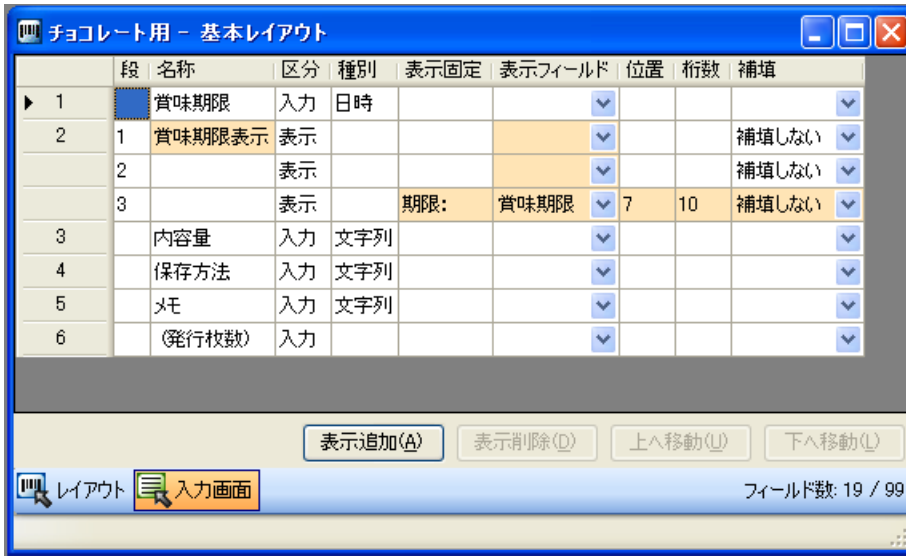 チョコレート用 - 基本レイアウト
段 名称 区分 種別 表示固定 表示フィールド 位置 桁数 補填
1 賞味期限 入力 日時
2 1 賞味期限表示 表示 補填しない
2 表示 補填しない
3 表示 期限: 賞味期限 7 10 補填しない
3 内容量 入力 文字列
4 保存方法 入力 文字列
5 メモ 入力 文字列
6 (発行枚数) 入力
表示追加(A) 表示削除(D) 上へ移動(U) 下へ移動(L)
レイアウト 入力画面 フィールド数: 19 / 99